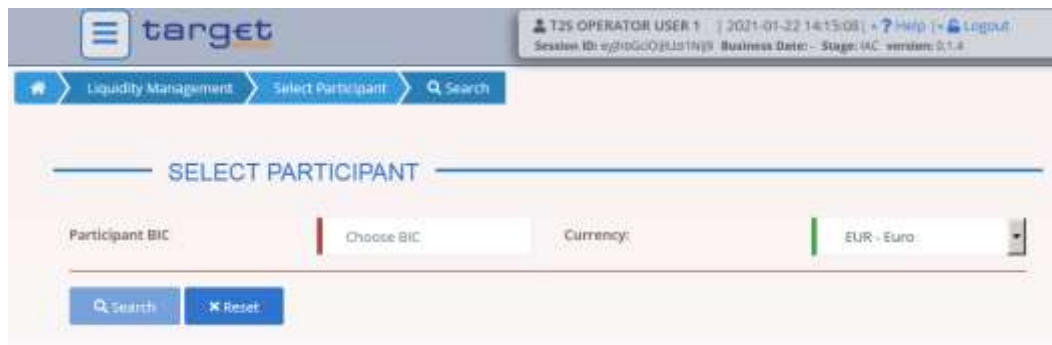 target
T2S OPERATOR USER 1 | 2021-01-22 14:15:08 | ? Help | Logout
Session ID: Business Date: - Stage: IAC version: 0.1.4
Liquidity Management Select Participant Search
SELECT PARTICIPANT
Participant BIC Choose BIC Currency: EUR - Euro
Search Reset